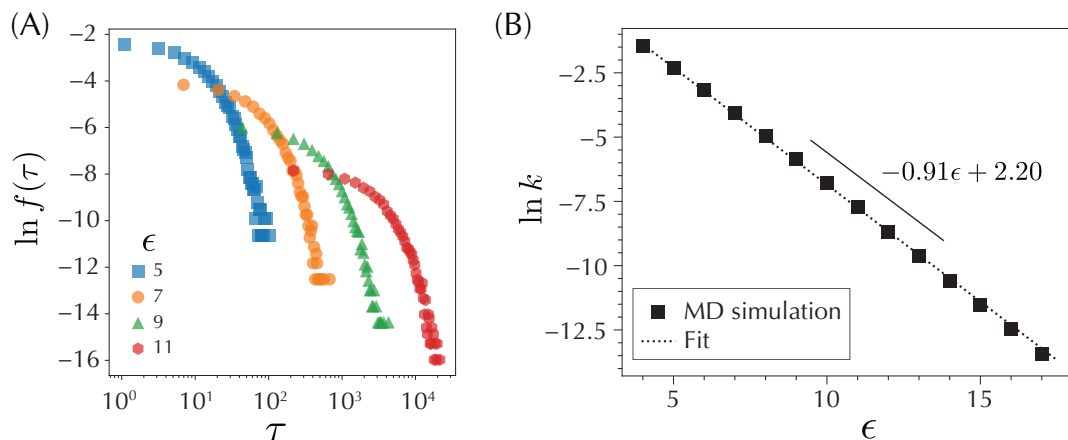 (A)
−2
−4
−6
−8
−10
−12
−14
−16
ln f(τ)
ϵ
5
7
9
11
10⁰
10¹
10²
10³
10⁴
τ
(B)
−2.5
−5
−7.5
−10
−12.5
ln k
−0.91ϵ + 2.20
MD simulation
Fit
5
10
15
ϵ